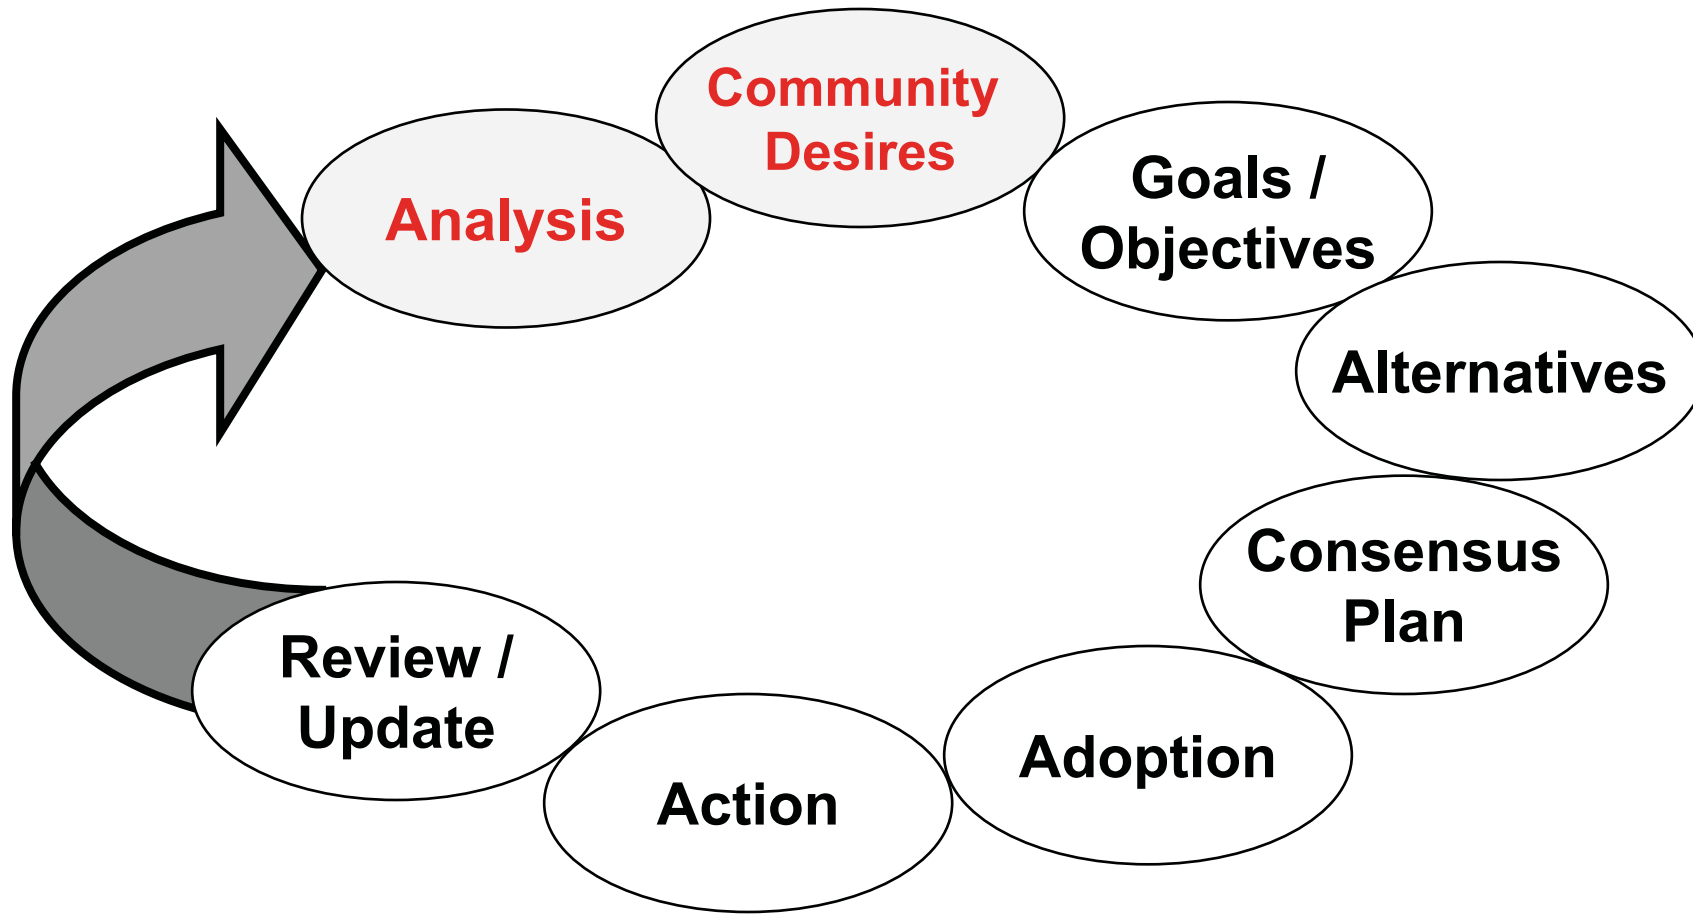 Analysis
Community
Desires
Goals /
Objectives
Alternatives
Consensus
Plan
Adoption
Action
Review /
Update